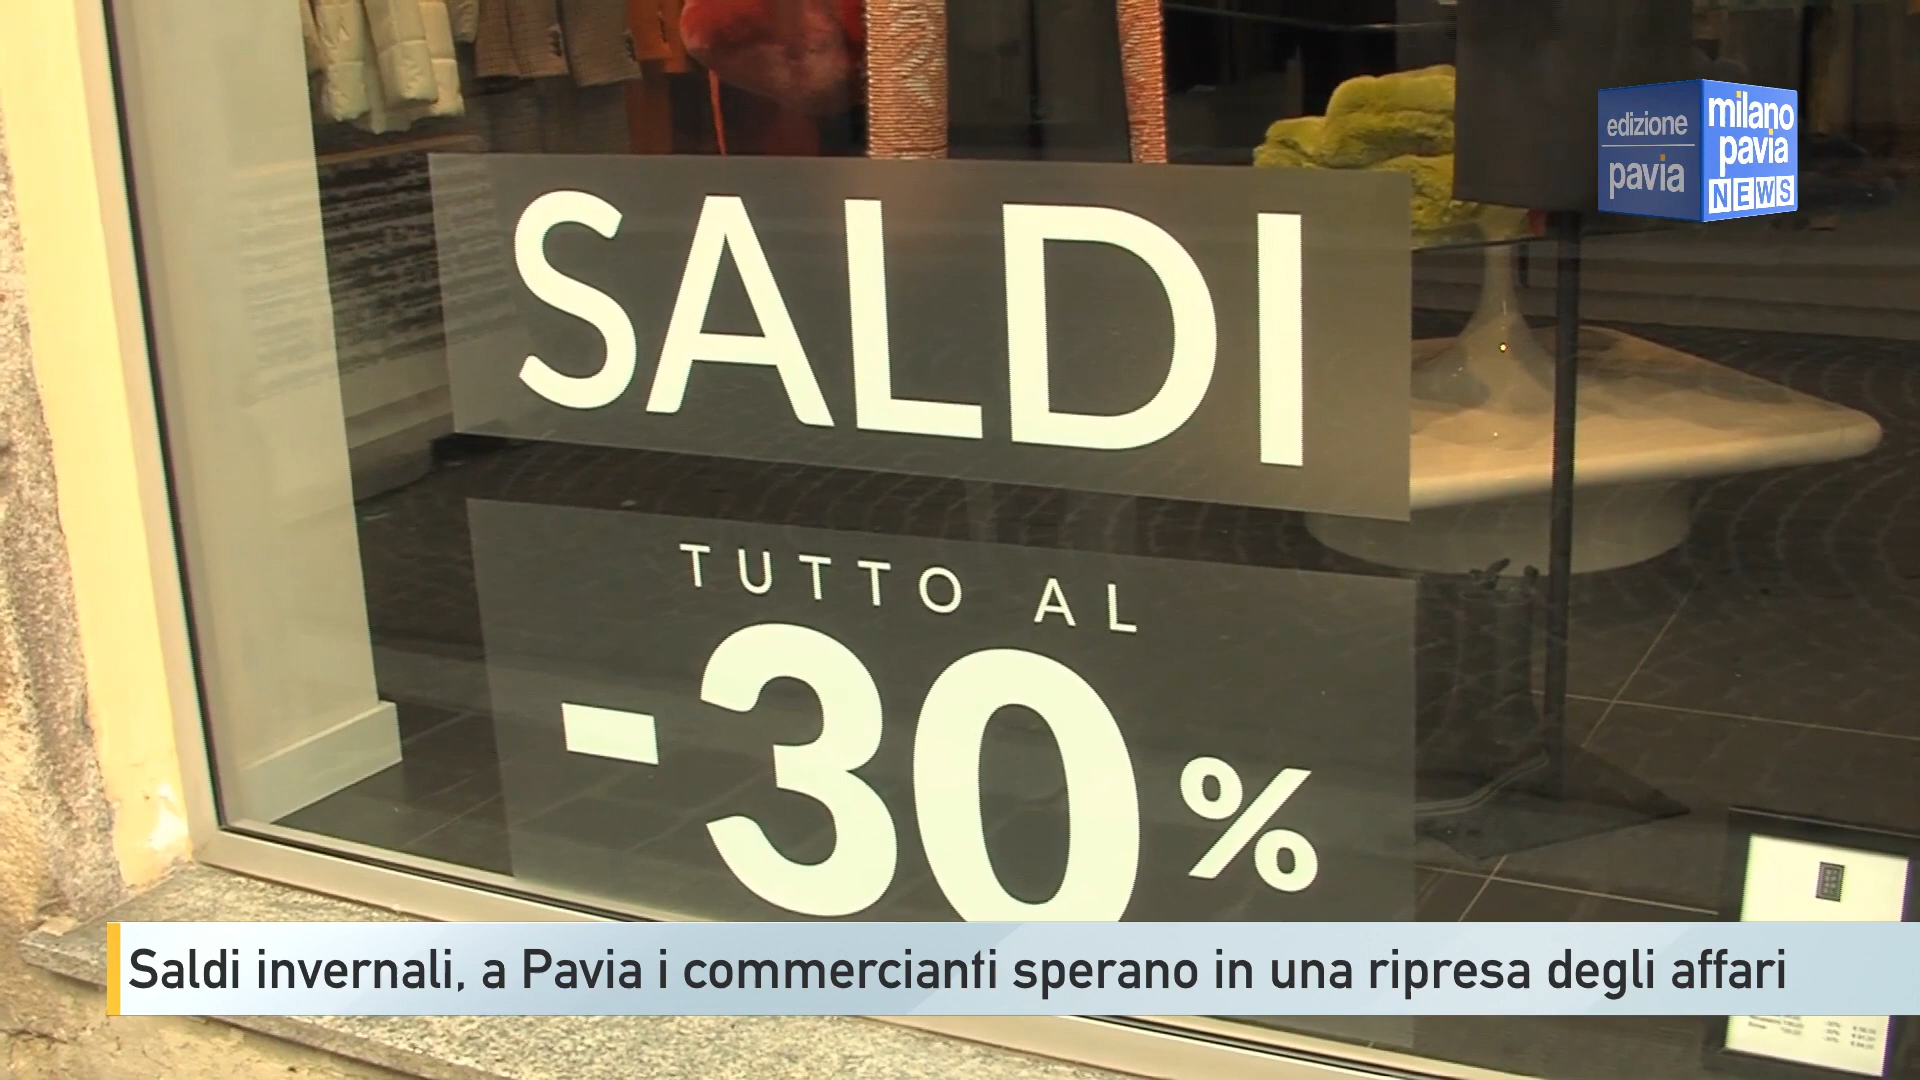 edizione
pavia
milano
pavia
NEWS
SALDI
TUTTO AL
-30%
Saldi invernali, a Pavia i commercianti sperano in una ripresa degli affari